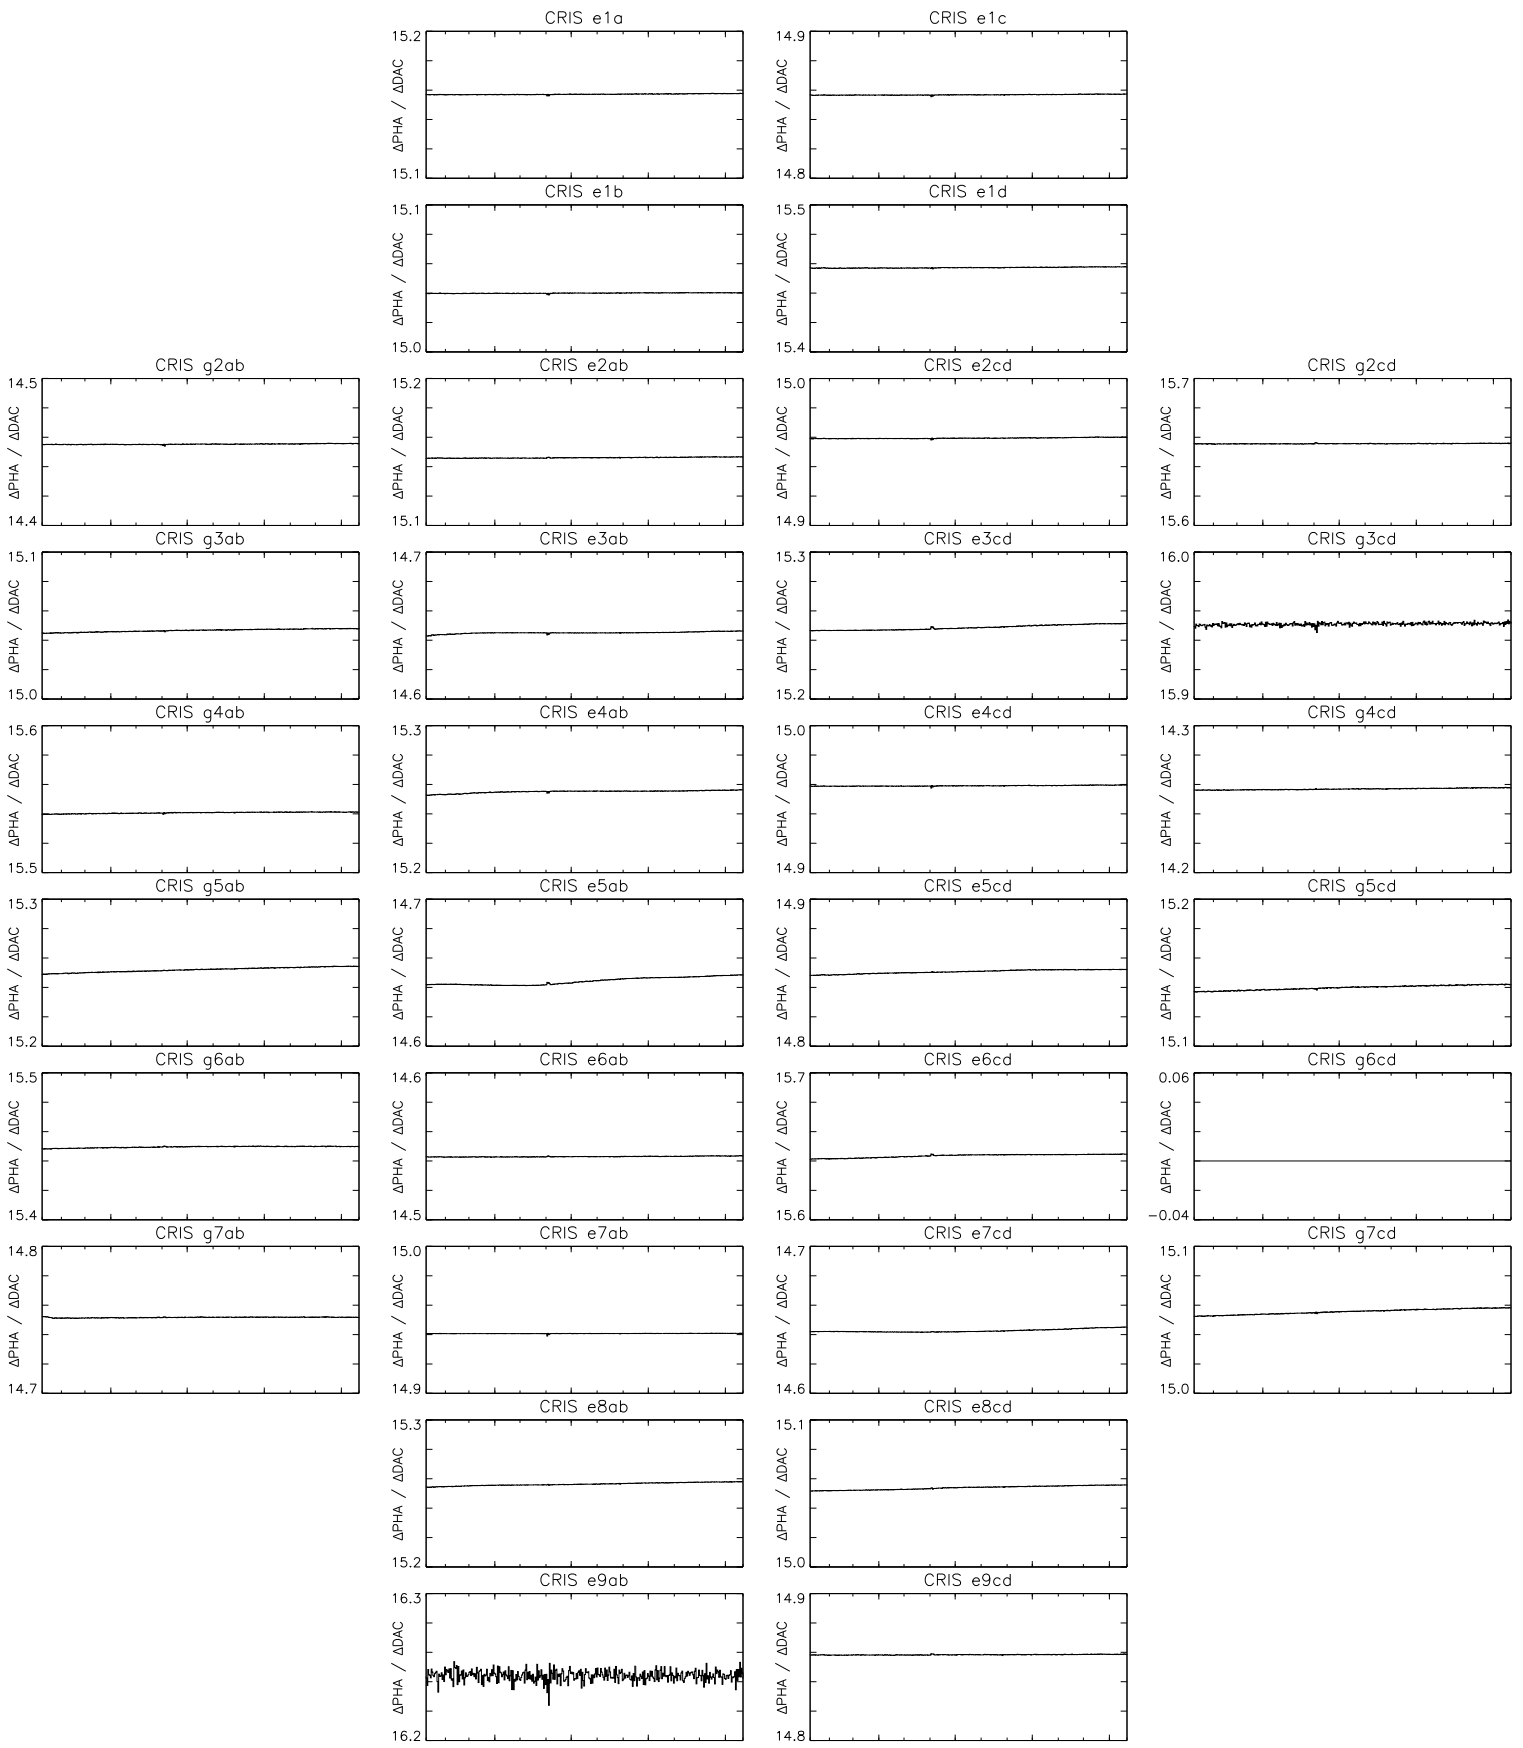 CRIS e1a
15.2
ΔPHA / ΔDAC
15.1
CRIS e1c
14.9
ΔPHA / ΔDAC
14.8
CRIS e1b
15.1
ΔPHA / ΔDAC
15.0
CRIS e1d
15.5
ΔPHA / ΔDAC
15.4
CRIS g2ab
14.5
ΔPHA / ΔDAC
14.4
CRIS e2ab
15.2
ΔPHA / ΔDAC
15.1
CRIS e2cd
15.0
ΔPHA / ΔDAC
14.9
CRIS g2cd
15.7
ΔPHA / ΔDAC
15.6
CRIS g3ab
15.1
ΔPHA / ΔDAC
15.0
CRIS e3ab
14.7
ΔPHA / ΔDAC
14.6
CRIS e3cd
15.3
ΔPHA / ΔDAC
15.2
CRIS g3cd
16.0
ΔPHA / ΔDAC
15.9
CRIS g4ab
15.6
ΔPHA / ΔDAC
15.5
CRIS e4ab
15.3
ΔPHA / ΔDAC
15.2
CRIS e4cd
15.0
ΔPHA / ΔDAC
14.9
CRIS g4cd
14.3
ΔPHA / ΔDAC
14.2
CRIS g5ab
15.3
ΔPHA / ΔDAC
15.2
CRIS e5ab
14.7
ΔPHA / ΔDAC
14.6
CRIS e5cd
14.9
ΔPHA / ΔDAC
14.8
CRIS g5cd
15.2
ΔPHA / ΔDAC
15.1
CRIS g6ab
15.5
ΔPHA / ΔDAC
15.4
CRIS e6ab
14.6
ΔPHA / ΔDAC
14.5
CRIS e6cd
15.7
ΔPHA / ΔDAC
15.6
CRIS g6cd
0.06
ΔPHA / ΔDAC
−0.04
CRIS g7ab
14.8
ΔPHA / ΔDAC
14.7
CRIS e7ab
15.0
ΔPHA / ΔDAC
14.9
CRIS e7cd
14.7
ΔPHA / ΔDAC
14.6
CRIS g7cd
15.1
ΔPHA / ΔDAC
15.0
CRIS e8ab
15.3
ΔPHA / ΔDAC
15.2
CRIS e8cd
15.1
ΔPHA / ΔDAC
15.0
CRIS e9ab
16.3
ΔPHA / ΔDAC
16.2
CRIS e9cd
14.9
ΔPHA / ΔDAC
14.8